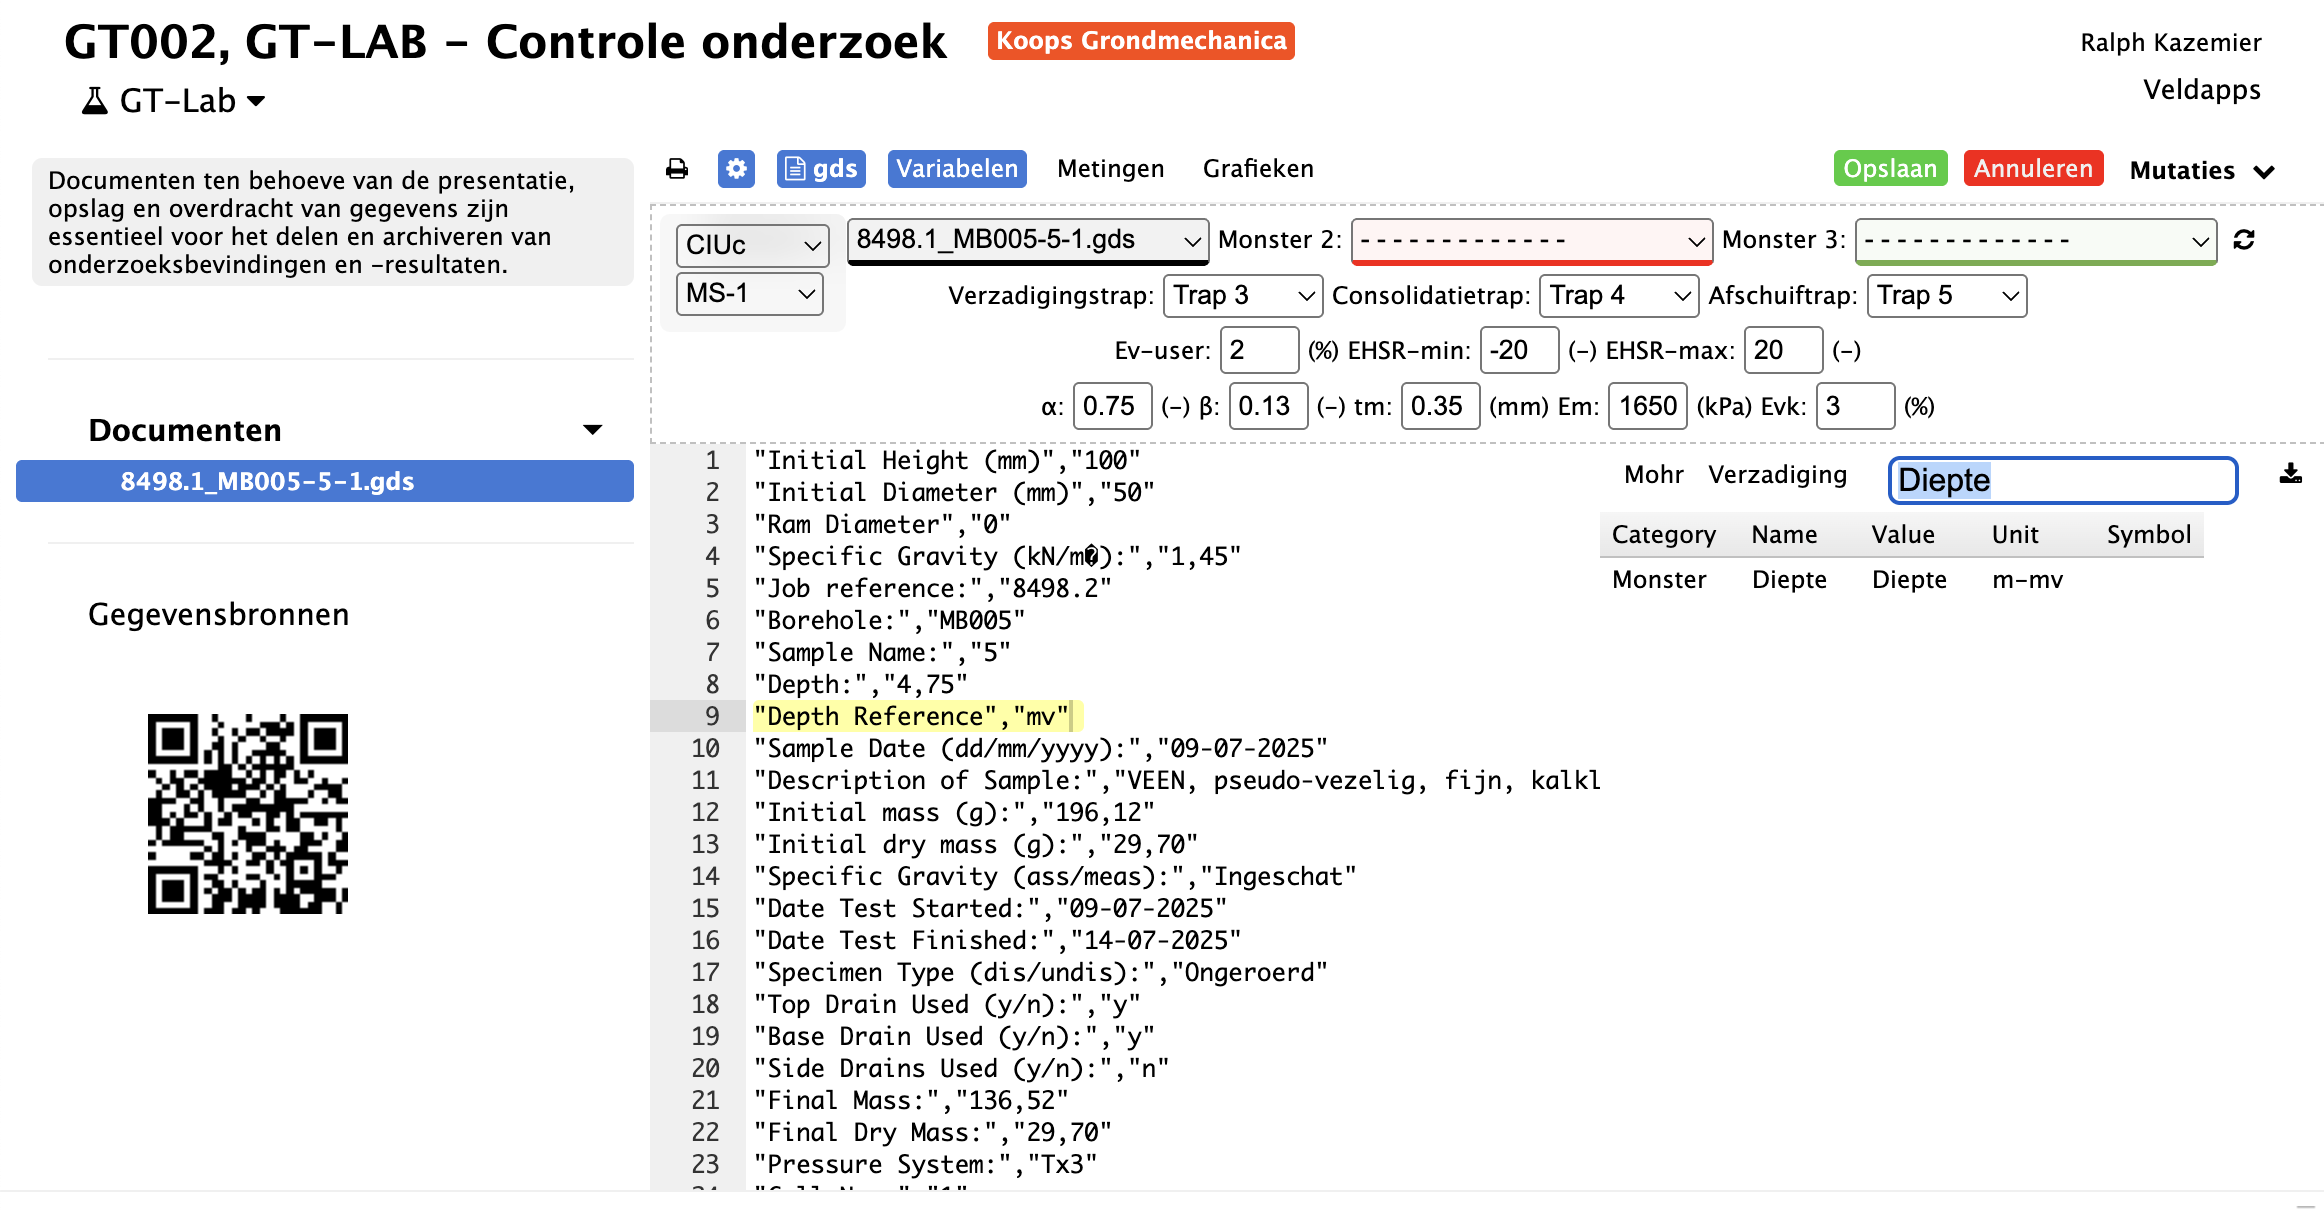 GT002, GT-LAB - Controle onderzoek Koops Grondmechanica
Ralph Kazemier
GT-Lab
Veldapps
Documenten ten behoeve van de presentatie,
opslag en overdracht van gegevens zijn
essentieel voor het delen en archiveren van
onderzoeksbevindingen en -resultaten.
Documenten
8498.1_MB005-5-1.gds
Gegevensbronnen
gds Variabelen Metingen Grafieken Opslaan Annuleren Mutaties
CIUc 8498.1_MB005-5-1.gds Monster 2: ------------- Monster 3: -------------
MS-1 Verzadigingstrap: Trap 3 Consolidatietrap: Trap 4 Afschuiftrap: Trap 5
Ev-user: 2 (%) EHSR-min: -20 (-) EHSR-max: 20 (-)
α: 0.75 (-) β: 0.13 (-) tm: 0.35 (mm) Em: 1650 (kPa) Evk: 3 (%)
1 "Initial Height (mm)","100"
2 "Initial Diameter (mm)","50"
3 "Ram Diameter","0"
4 "Specific Gravity (kN/m�):","1,45"
5 "Job reference:","8498.2"
6 "Borehole:","MB005"
7 "Sample Name:","5"
8 "Depth:","4,75"
9 "Depth Reference","mv"
10 "Sample Date (dd/mm/yyyy):","09-07-2025"
11 "Description of Sample:","VEEN, pseudo-vezelig, fijn, kalkl
12 "Initial mass (g):","196,12"
13 "Initial dry mass (g):","29,70"
14 "Specific Gravity (ass/meas):","Ingeschat"
15 "Date Test Started:","09-07-2025"
16 "Date Test Finished:","14-07-2025"
17 "Specimen Type (dis/undis):","Ongeroerd"
18 "Top Drain Used (y/n):","y"
19 "Base Drain Used (y/n):","y"
20 "Side Drains Used (y/n):","n"
21 "Final Mass:","136,52"
22 "Final Dry Mass:","29,70"
23 "Pressure System:","Tx3"
Mohr Verzadiging Diepte
Category Name Value Unit Symbol
Monster Diepte Diepte m-mv